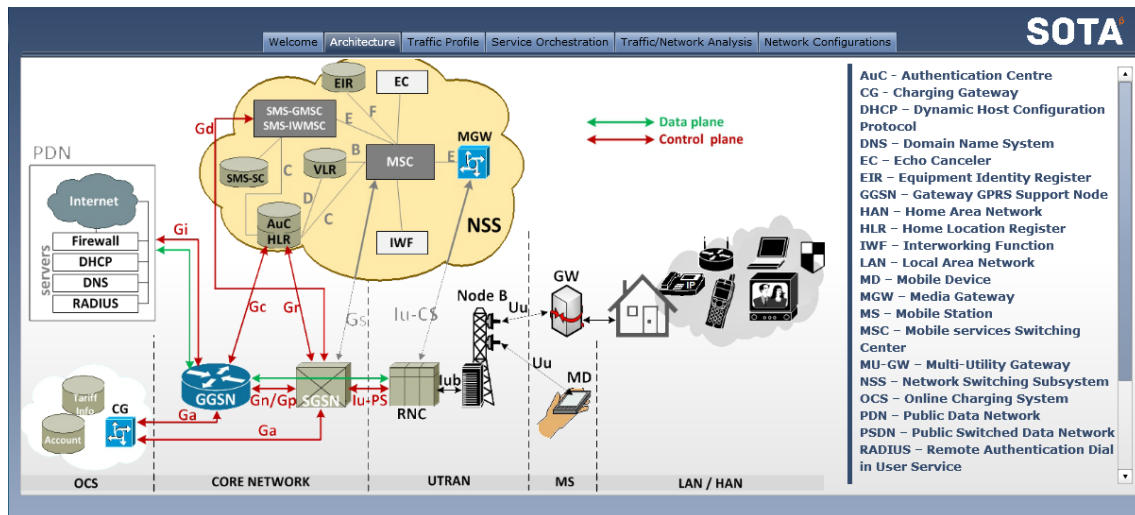 SOTA
Welcome
Architecture
Traffic Profile
Service Orchestration
Traffic/Network Analysis
Network Configurations
EIR
EC
F
SMS-GMSC
SMS-IWMSC
E
Gd
Data plane
Control plane
MGW
B
MSC
E
VLR
C
SMS-SC
D
C
AuC
HLR
IWF
NSS
PDN
Internet
servers
Firewall
DHCP
DNS
RADIUS
Gi
Gc
Gr
Gs
Iu-CS
Node B
Uu
GW
IP
Uu
MD
Iub
GGSN
Gn/Gp
SGSN
Iu-PS
RNC
Tariff
Info
CG
Account
Ga
Ga
OCS
CORE NETWORK
UTRAN
MS
LAN / HAN
AuC - Authentication Centre
CG - Charging Gateway
DHCP – Dynamic Host Configuration
Protocol
DNS – Domain Name System
EC – Echo Canceler
EIR – Equipment Identity Register
GGSN – Gateway GPRS Support Node
HAN – Home Area Network
HLR – Home Location Register
IWF – Interworking Function
LAN – Local Area Network
MD – Mobile Device
MGW – Media Gateway
MS – Mobile Station
MSC – Mobile services Switching
Center
MU-GW – Multi-Utility Gateway
NSS – Network Switching Subsystem
OCS – Online Charging System
PDN – Public Data Network
PSDN – Public Switched Data Network
RADIUS – Remote Authentication Dial
in User Service